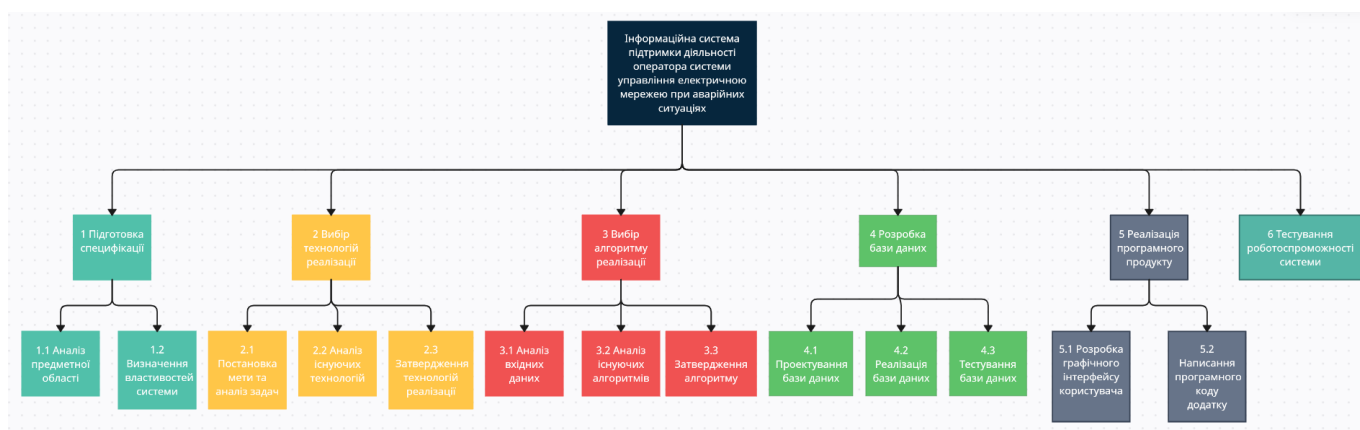 Інформаційна система
підтримки діяльності
оператора системи
управління електричною
мережею при аварійних
ситуаціях
1 Підготовка
специфікації
2 Вибір
технологій
реалізації
3 Вибір
алгоритму
реалізації
4 Розробка
бази даних
5 Реалізація
програмного
продукту
6 Тестування
роботоспроможності
системи
1.1 Аналіз
предметної
області
1.2
Визначення
властивостей
системи
2.1
Постановка
мети та
аналіз задач
2.2 Аналіз
існуючих
технологій
2.3
Затвердження
технологій
реалізації
3.1 Аналіз
вхідних
даних
3.2 Аналіз
існуючих
алгоритмів
3.3
Затвердження
алгоритму
4.1
Проектування
бази даних
4.2
Реалізація
бази даних
4.3
Тестування
бази даних
5.1 Розробка
графічного
інтерфейсу
користувача
5.2
Написання
програмного
коду
додатку